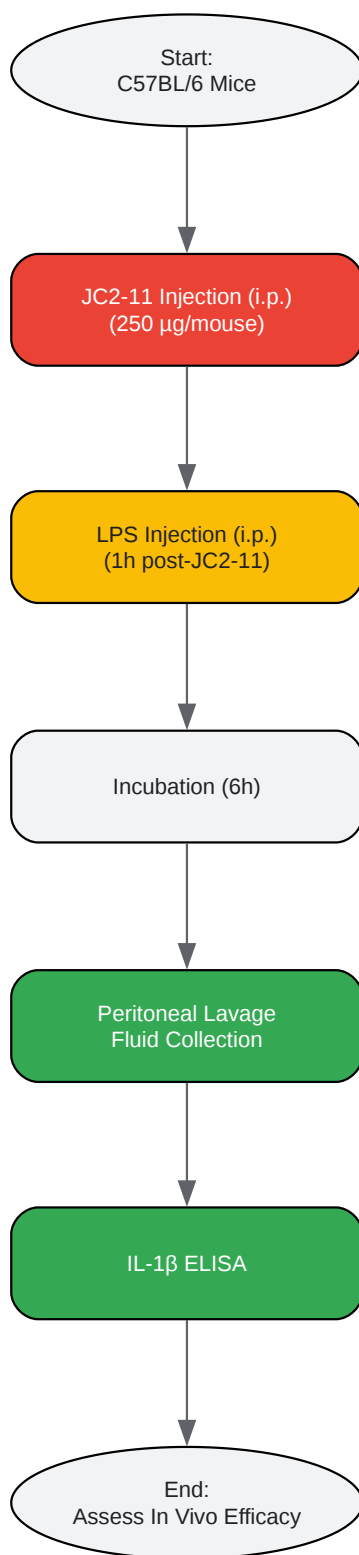 Start:
C57BL/6 Mice
JC2-11 Injection (i.p.)
(250 µg/mouse)
LPS Injection (i.p.)
(1h post-JC2-11)
Incubation (6h)
Peritoneal Lavage
Fluid Collection
IL-1β ELISA
End:
Assess In Vivo Efficacy